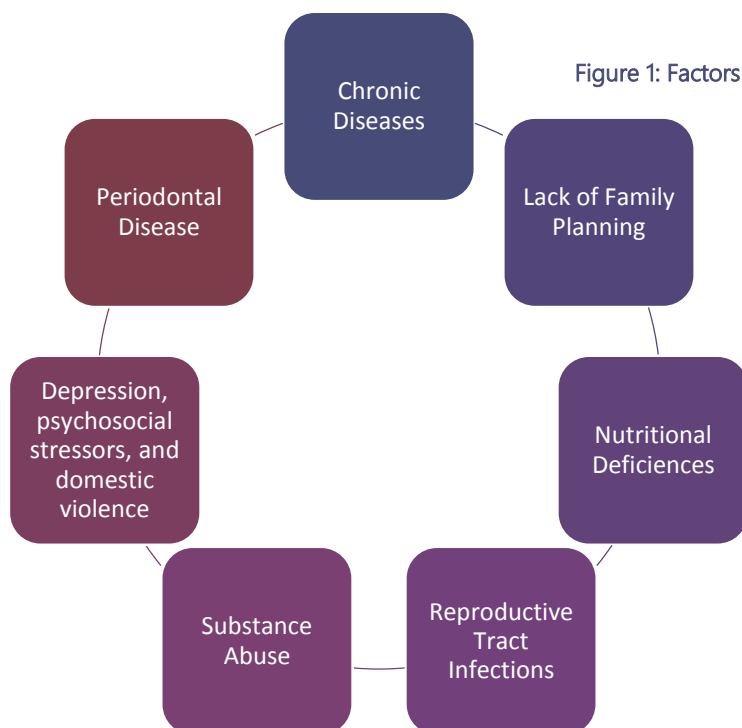 Figure 1: Factors
Chronic
Diseases
Lack of Family
Planning
Nutritional
Deficiences
Reproductive
Tract
Infections
Substance
Abuse
Depression,
psychosocial
stressors, and
domestic
violence
Periodontal
Disease